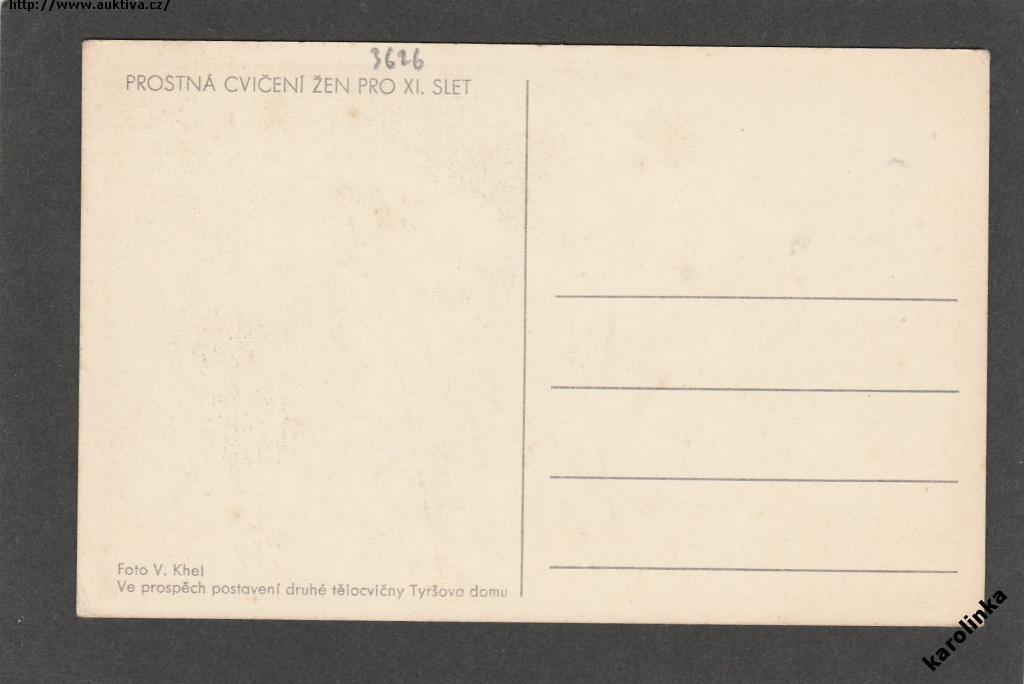 http://www.auktiva.cz/
3626
PROSTNÁ CVIČENÍ ŽEN PRO XI. SLET
Foto V. Khel
Ve prospěch postavení druhé tělocvičny Tyršova domu
karolinka